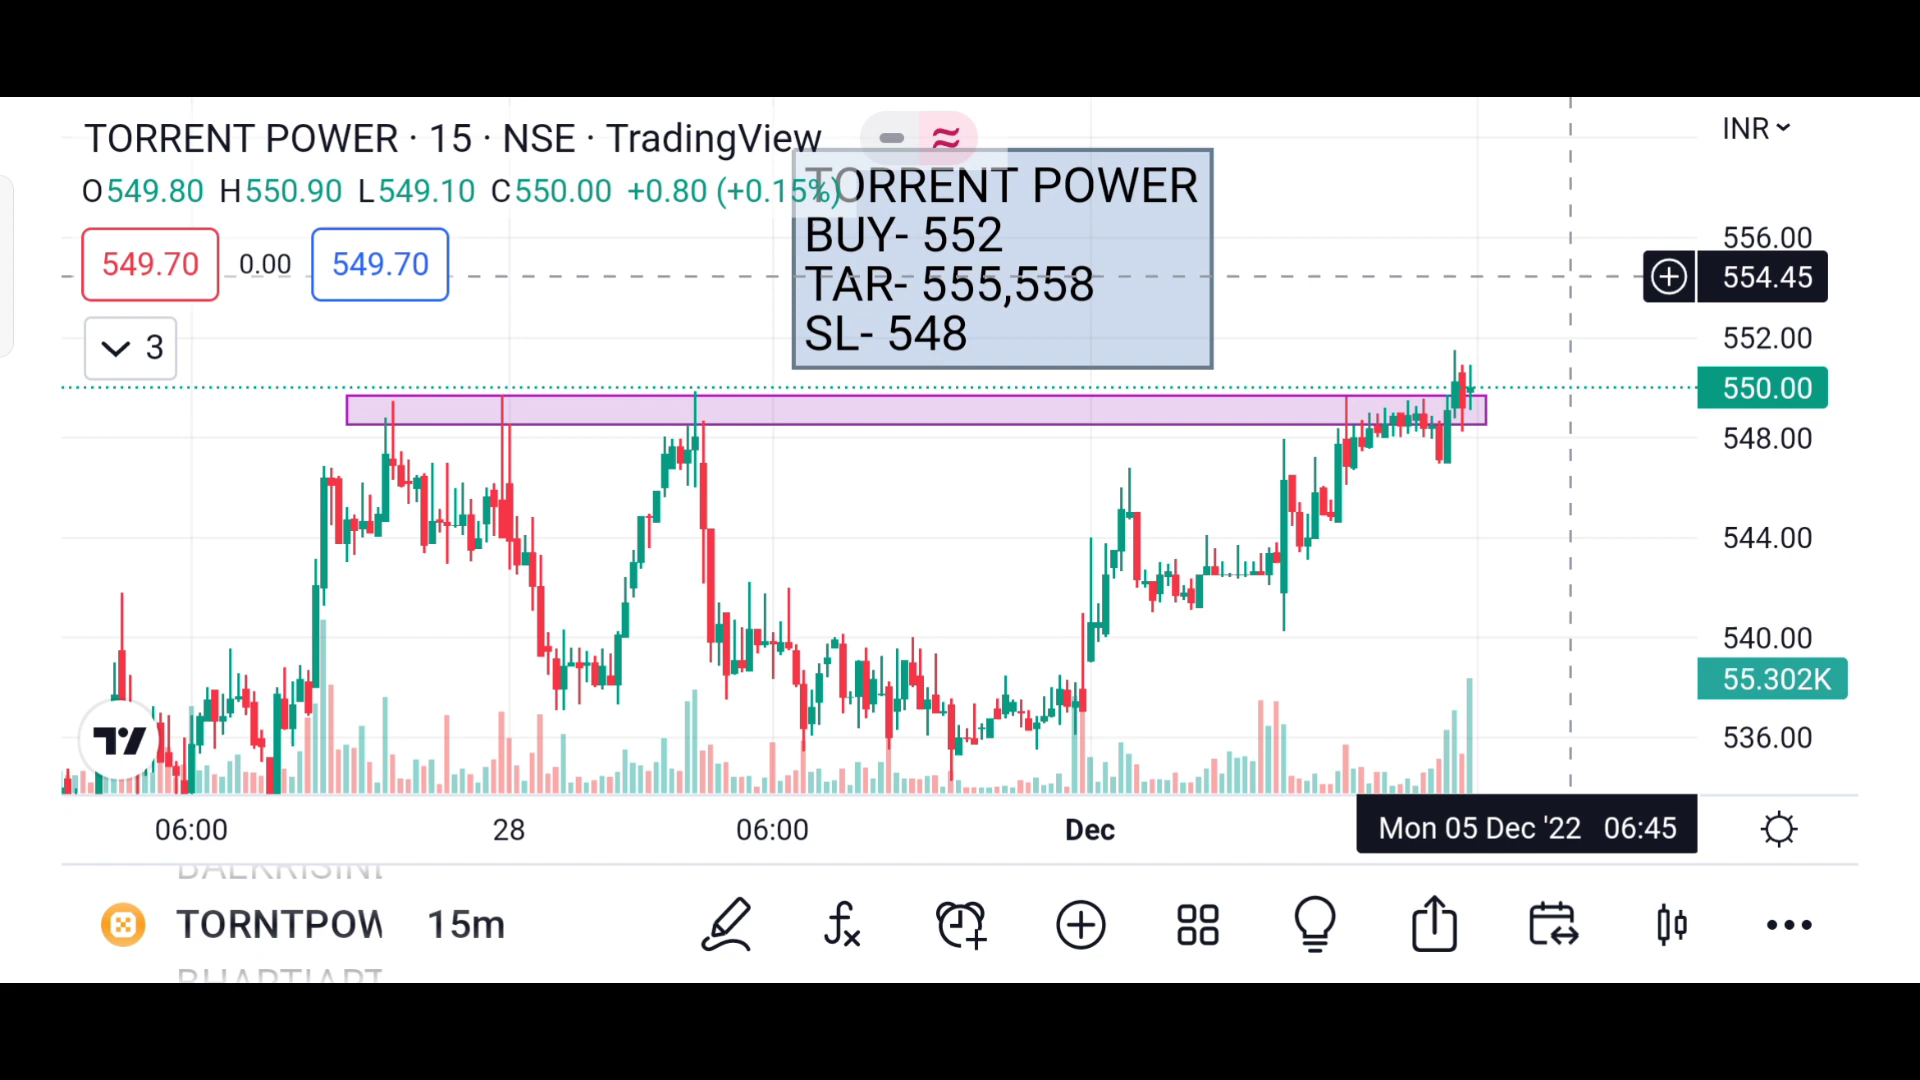 TORRENT POWER · 15 · NSE · TradingView
INR
O549.80 H550.90 L549.10 C550.00 +0.80 (+0.15%)
TORRENT POWER
BUY- 552
TAR- 555,558
SL- 548
549.70 0.00 549.70
3
556.00
554.45
552.00
550.00
548.00
544.00
540.00
55.302K
536.00
06:00 28 06:00 Dec Mon 05 Dec '22 06:45
TORNTPOW 15m